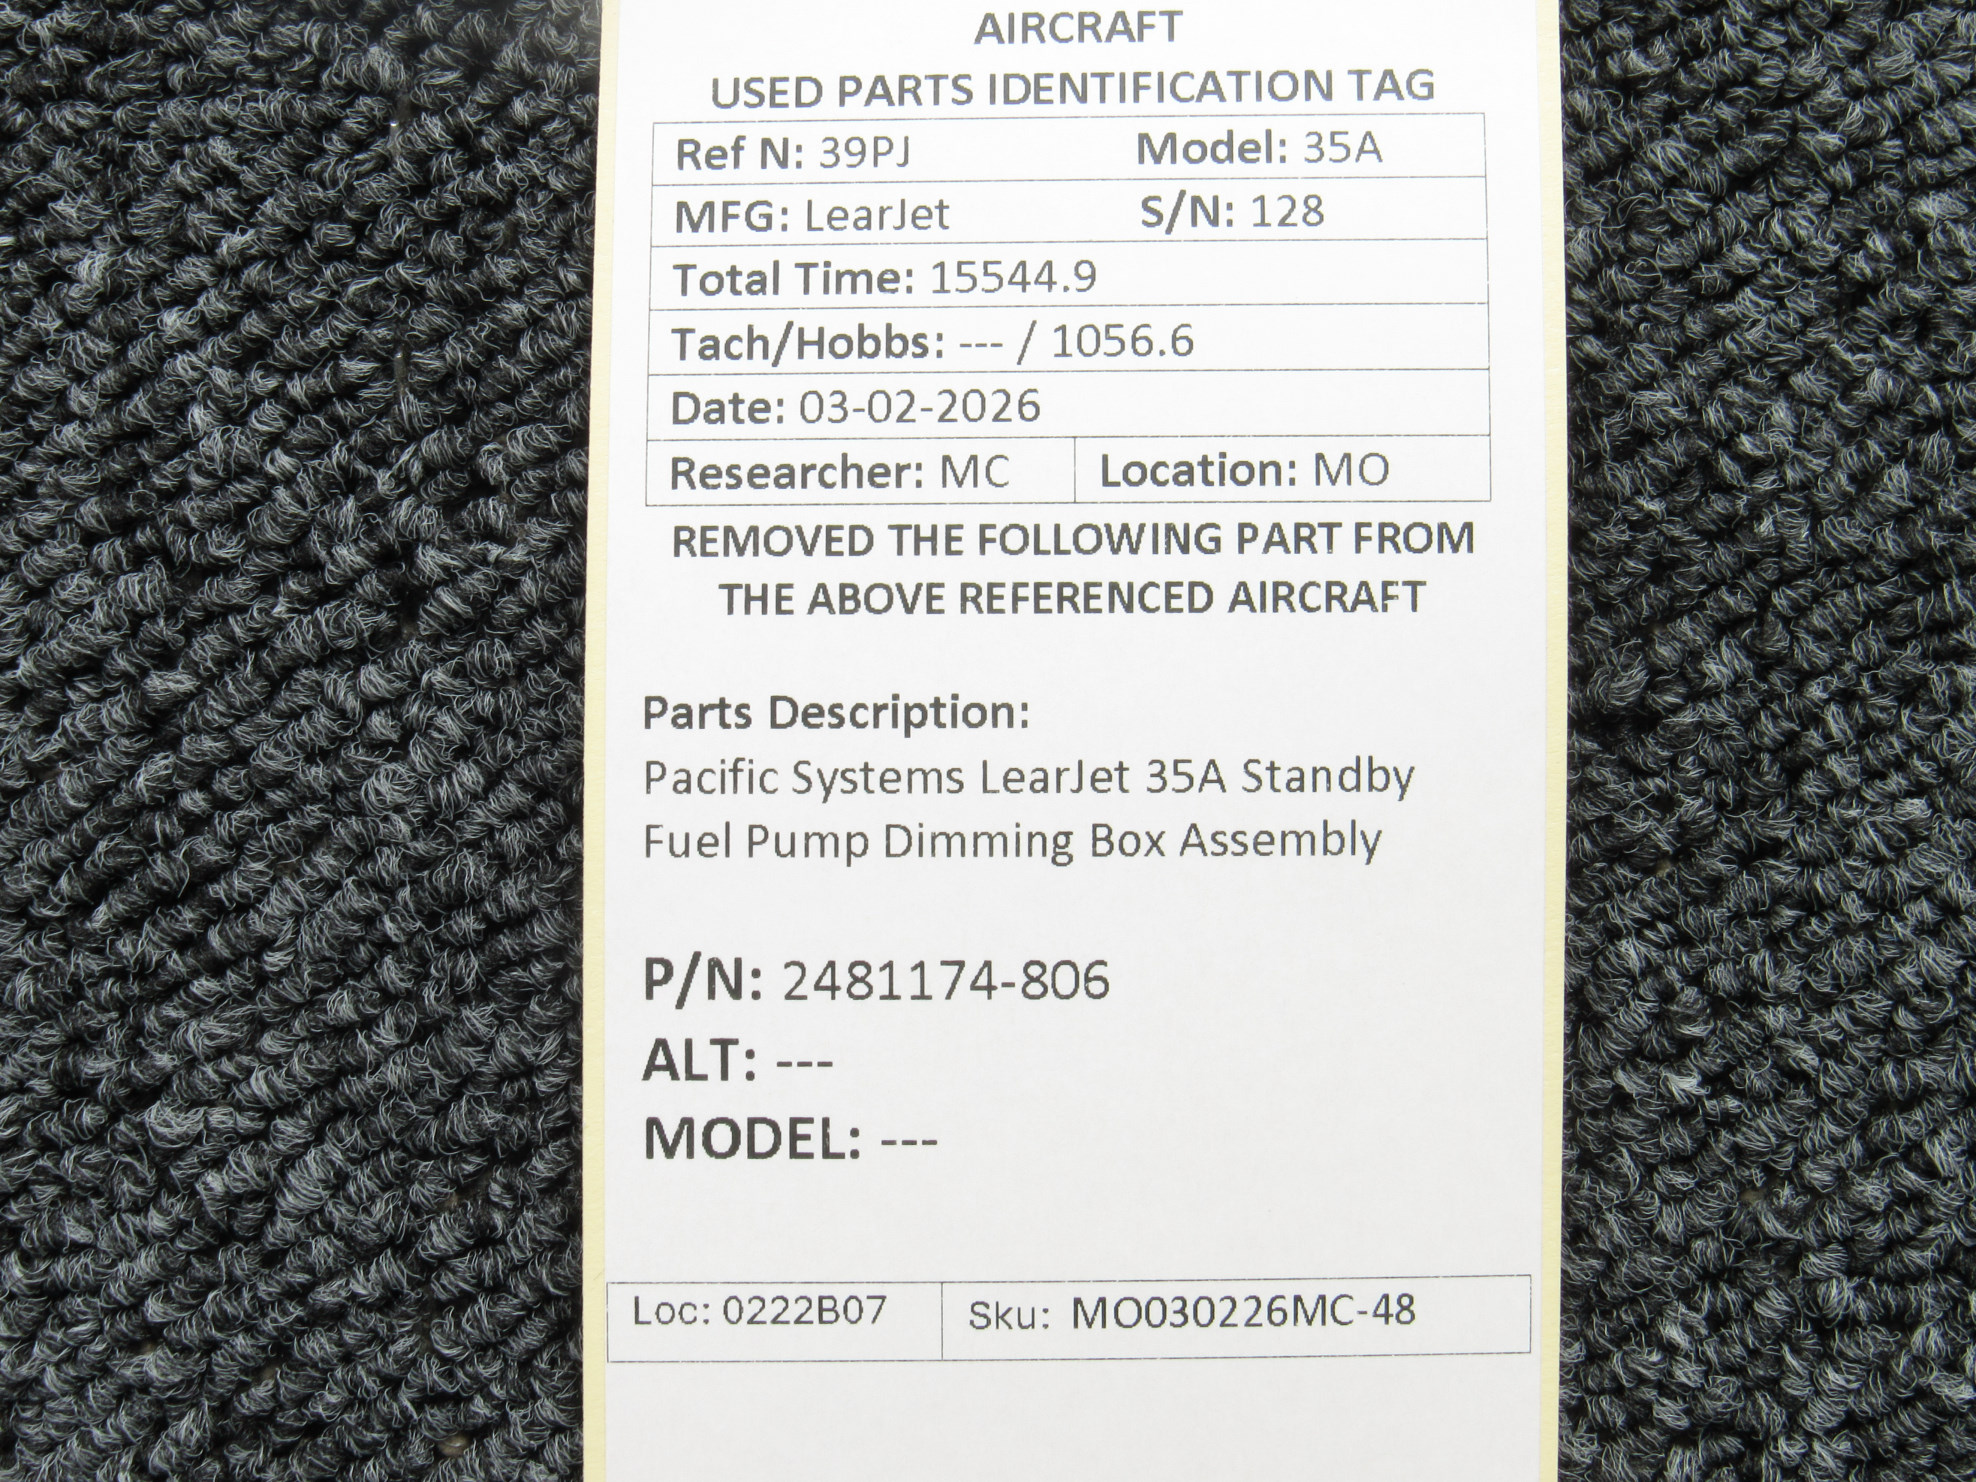 AIRCRAFT
USED PARTS IDENTIFICATION TAG
Ref N: 39PJ Model: 35A
MFG: LearJet S/N: 128
Total Time: 15544.9
Tach/Hobbs: --- / 1056.6
Date: 03-02-2026
Researcher: MC Location: MO
REMOVED THE FOLLOWING PART FROM
THE ABOVE REFERENCED AIRCRAFT
Parts Description:
Pacific Systems LearJet 35A Standby
Fuel Pump Dimming Box Assembly
P/N: 2481174-806
ALT: ---
MODEL: ---
Loc: 0222B07 Sku: MO030226MC-48